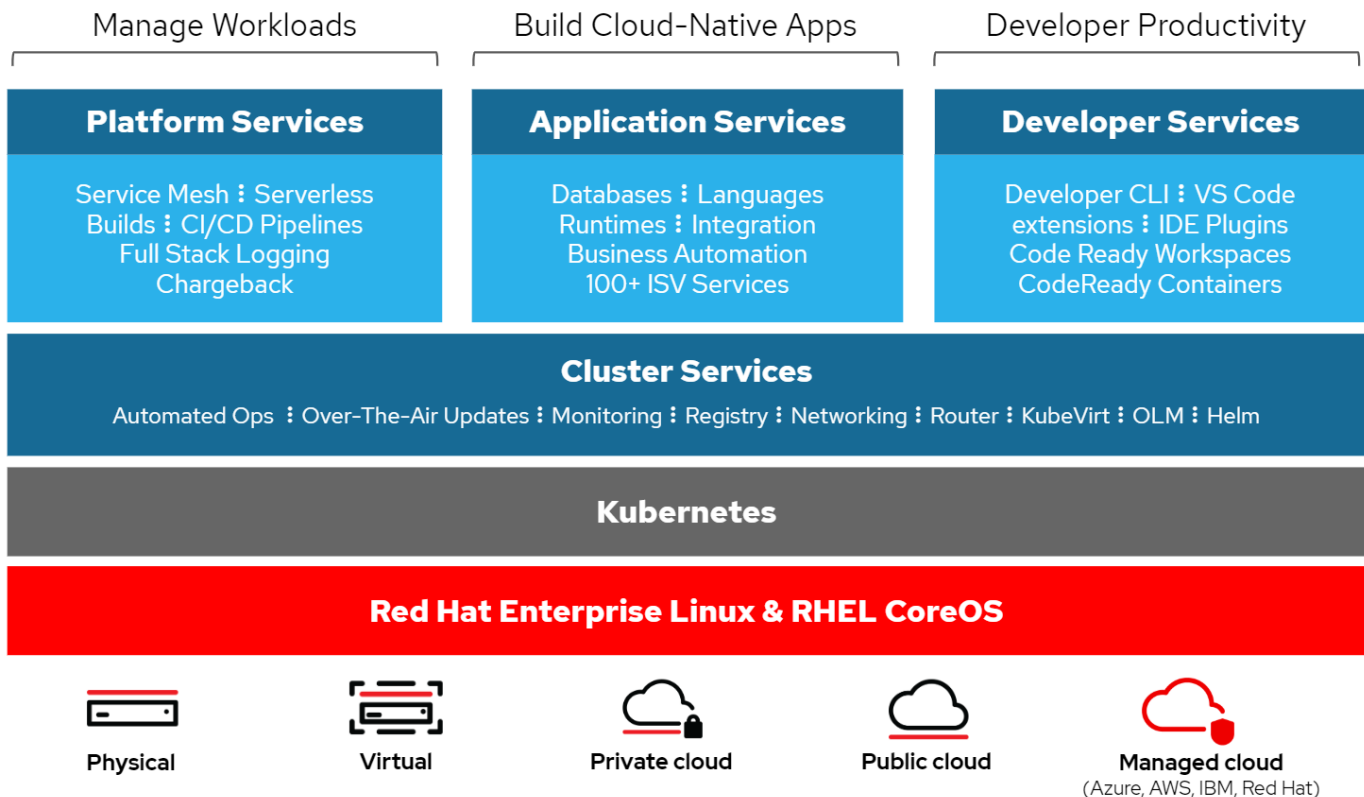 Manage Workloads
Build Cloud-Native Apps
Developer Productivity
Platform Services
Service Mesh ⋮ Serverless
Builds ⋮ CI/CD Pipelines
Full Stack Logging
Chargeback
Application Services
Databases ⋮ Languages
Runtimes ⋮ Integration
Business Automation
100+ ISV Services
Developer Services
Developer CLI ⋮ VS Code
extensions ⋮ IDE Plugins
Code Ready Workspaces
CodeReady Containers
Cluster Services
Automated Ops ⋮ Over-The-Air Updates ⋮ Monitoring ⋮ Registry ⋮ Networking ⋮ Router ⋮ KubeVirt ⋮ OLM ⋮ Helm
Kubernetes
Red Hat Enterprise Linux & RHEL CoreOS
Physical
Virtual
Private cloud
Public cloud
Managed cloud
(Azure, AWS, IBM, Red Hat)